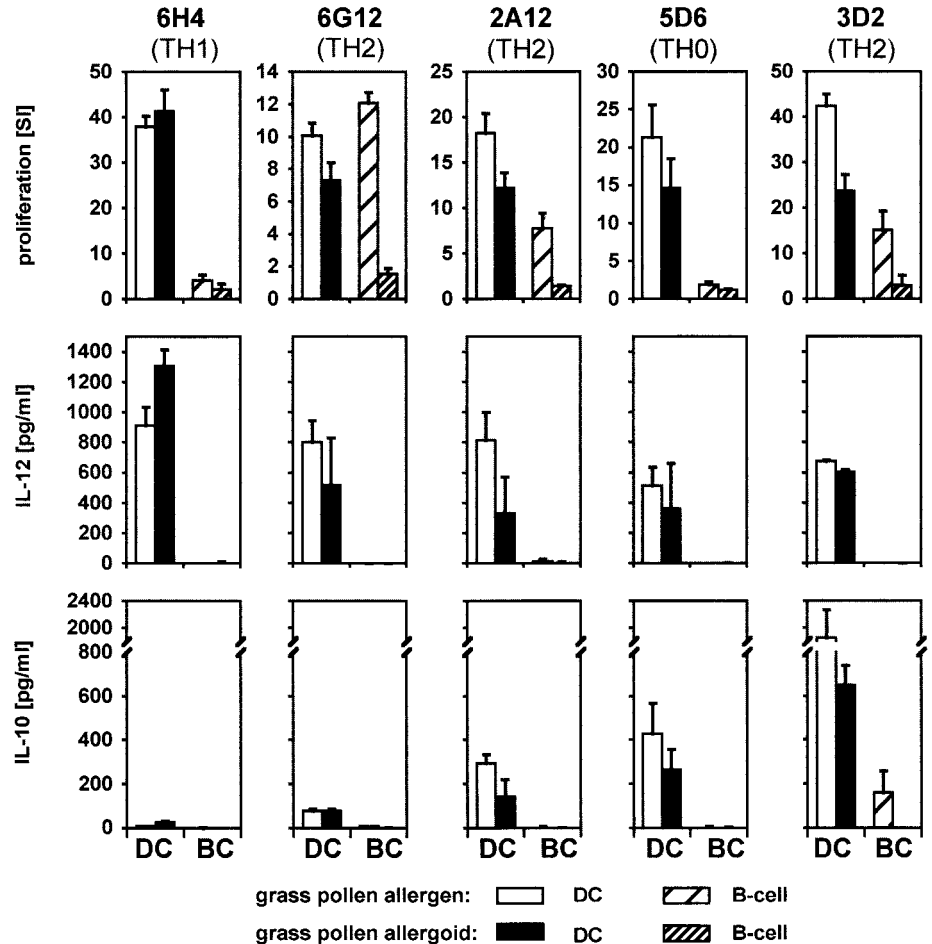 6H4 6G12 2A12 5D6 3D2
(TH1) (TH2) (TH2) (TH0) (TH2)
proliferation [SI]
50 14 25 30 50
40 12 20 25 40
30 10 15 20 30
20 8 10 15 20
10 6 5 10 10
0 4 0 5 0
2 0
0
IL-12 [pg/ml]
1400
1200
1000
800
600
400
200
0
IL-10 [pg/ml]
2400
2000
800
600
400
200
0
DC BC DC BC DC BC DC BC DC BC
grass pollen allergen: DC B-cell
grass pollen allergoid: DC B-cell